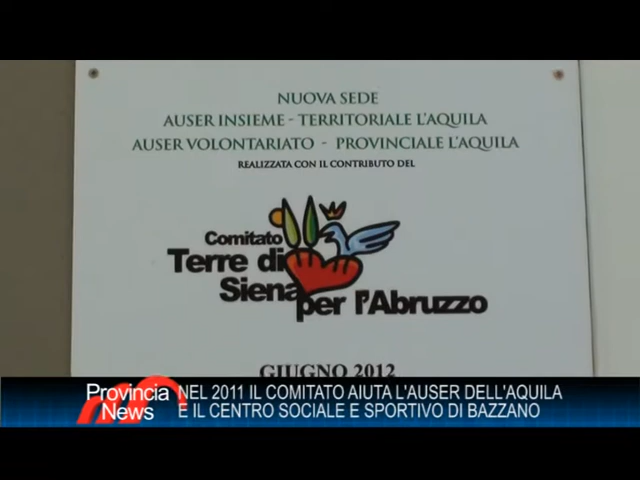 NUOVA SEDE
AUSER INSIEME - TERRITORIALE L'AQUILA
AUSER VOLONTARIATO - PROVINCIALE L'AQUILA
REALIZZATA CON IL CONTRIBUTO DEL
Comitato
Terre di
Siena
per l'Abruzzo
GIUGNO 2012
Provincia
News
NEL 2011 IL COMITATO AIUTA L'AUSER DELL'AQUILA
E IL CENTRO SOCIALE E SPORTIVO DI BAZZANO